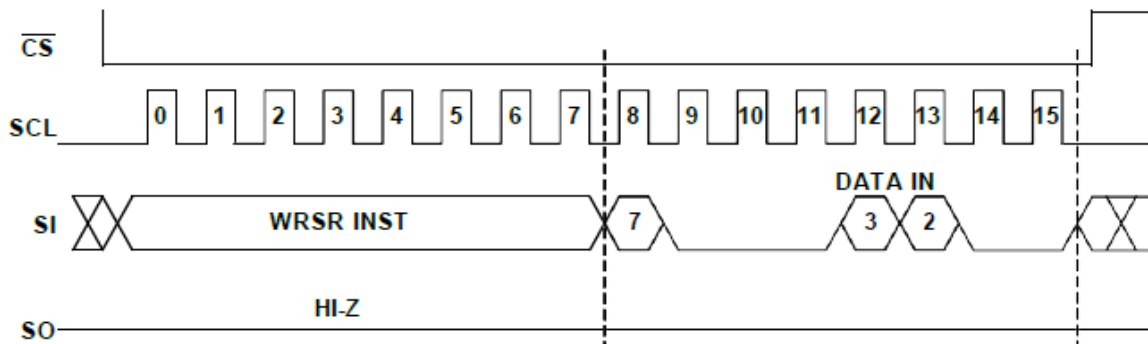 CS
SCL 0 1 2 3 4 5 6 7 8 9 10 11 12 13 14 15
DATA IN
SI WRSR INST 7 3 2
HI-Z
SO